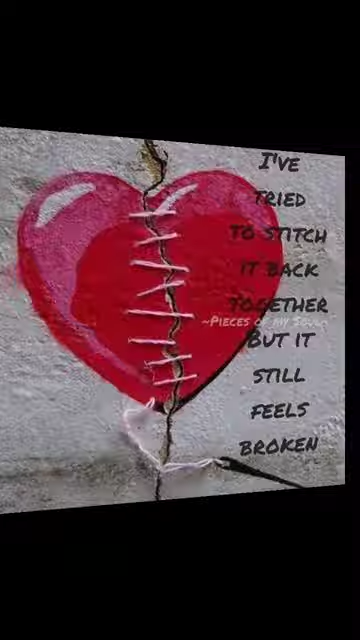 I'VE
TRIED
TO STITCH
IT BACK
TOGETHER
~PIECES OF MY SOUL~
BUT IT
STILL
FEELS
BROKEN